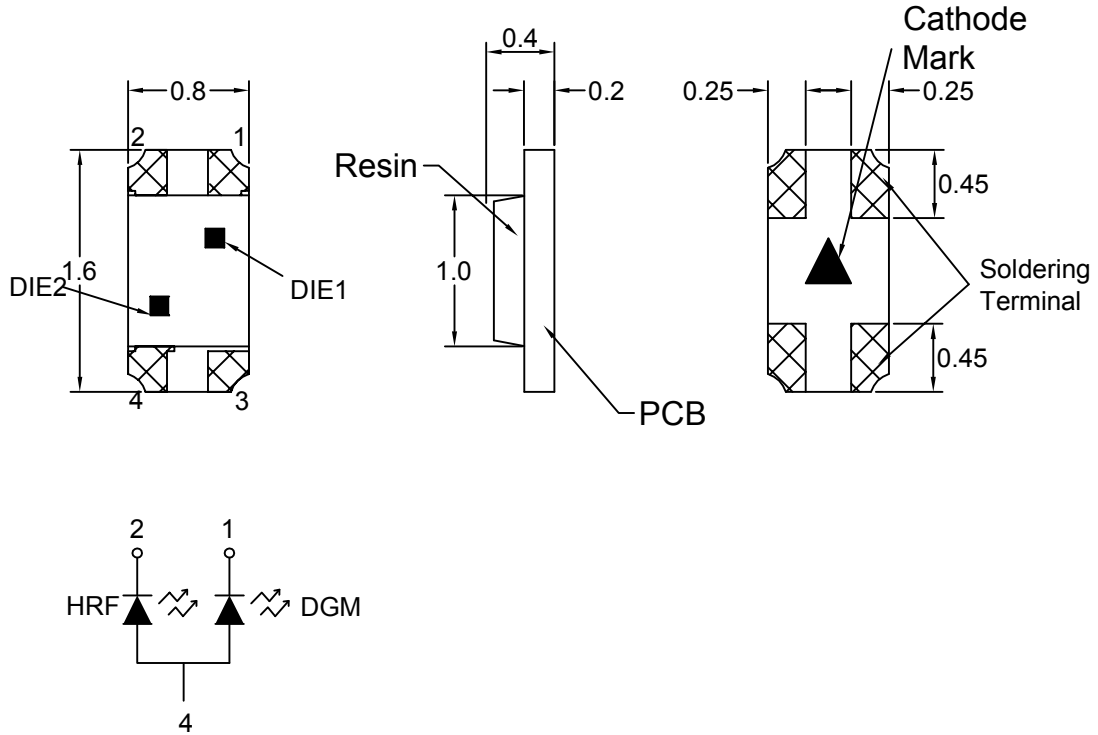 Cathode
Mark
0.4
0.8
0.2
0.25
0.25
2
1
Resin
0.45
1.6
1.0
DIE2
DIE1
Soldering
Terminal
0.45
4
3
PCB
2
1
HRF
DGM
4